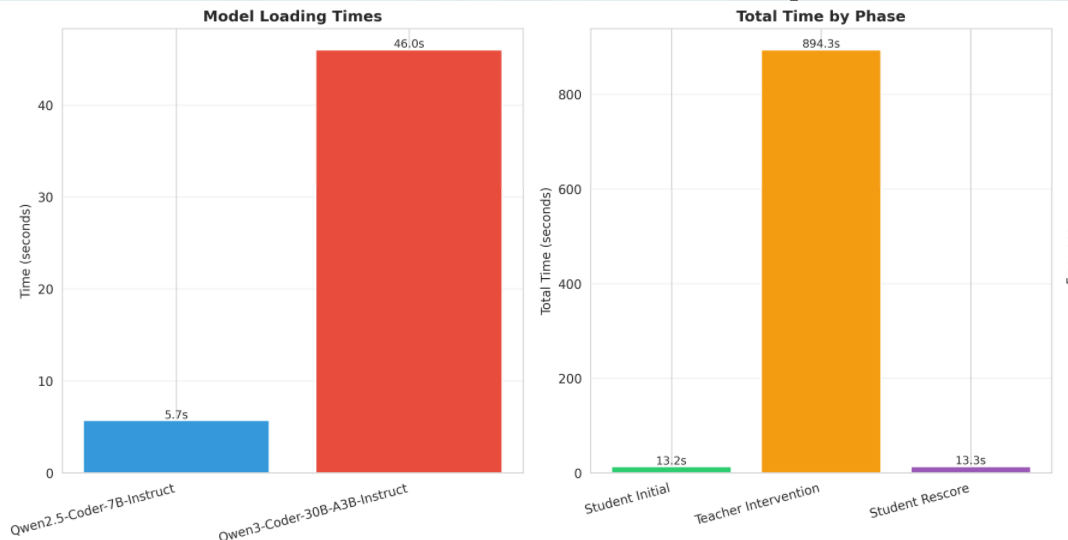 Model Loading Times
Time (seconds)
40
30
20
10
0
46.0s
5.7s
Qwen2.5-Coder-7B-Instruct
Qwen3-Coder-30B-A3B-Instruct
Total Time by Phase
Total Time (seconds)
800
600
400
200
0
894.3s
13.2s
13.3s
Student Initial
Teacher Intervention
Student Rescore